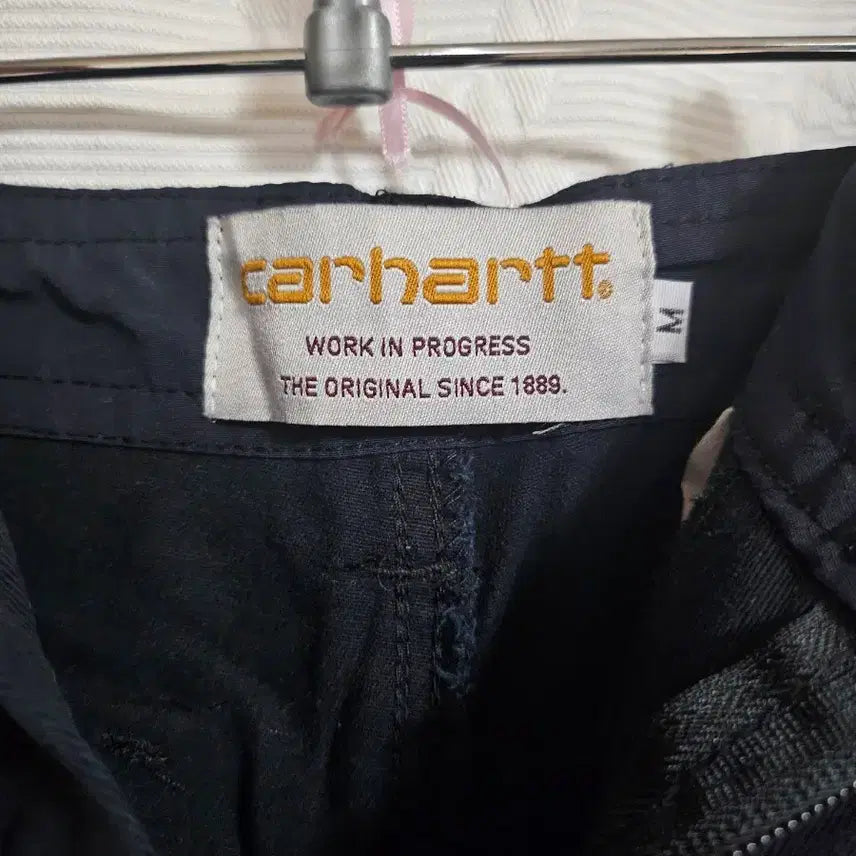 carhartt®
WORK IN PROGRESS
THE ORIGINAL SINCE 1889.
M